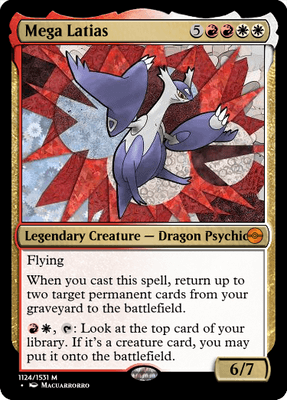 Mega Latias 5
Legendary Creature — Dragon Psychic
Flying
When you cast this spell, return up to
two target permanent cards from your
graveyard to the battlefield.
, : Look at the top card of your
library. If it's a creature card, you may
put it onto the battlefield.
6/7
1124/1531 M
• Macuarrorro